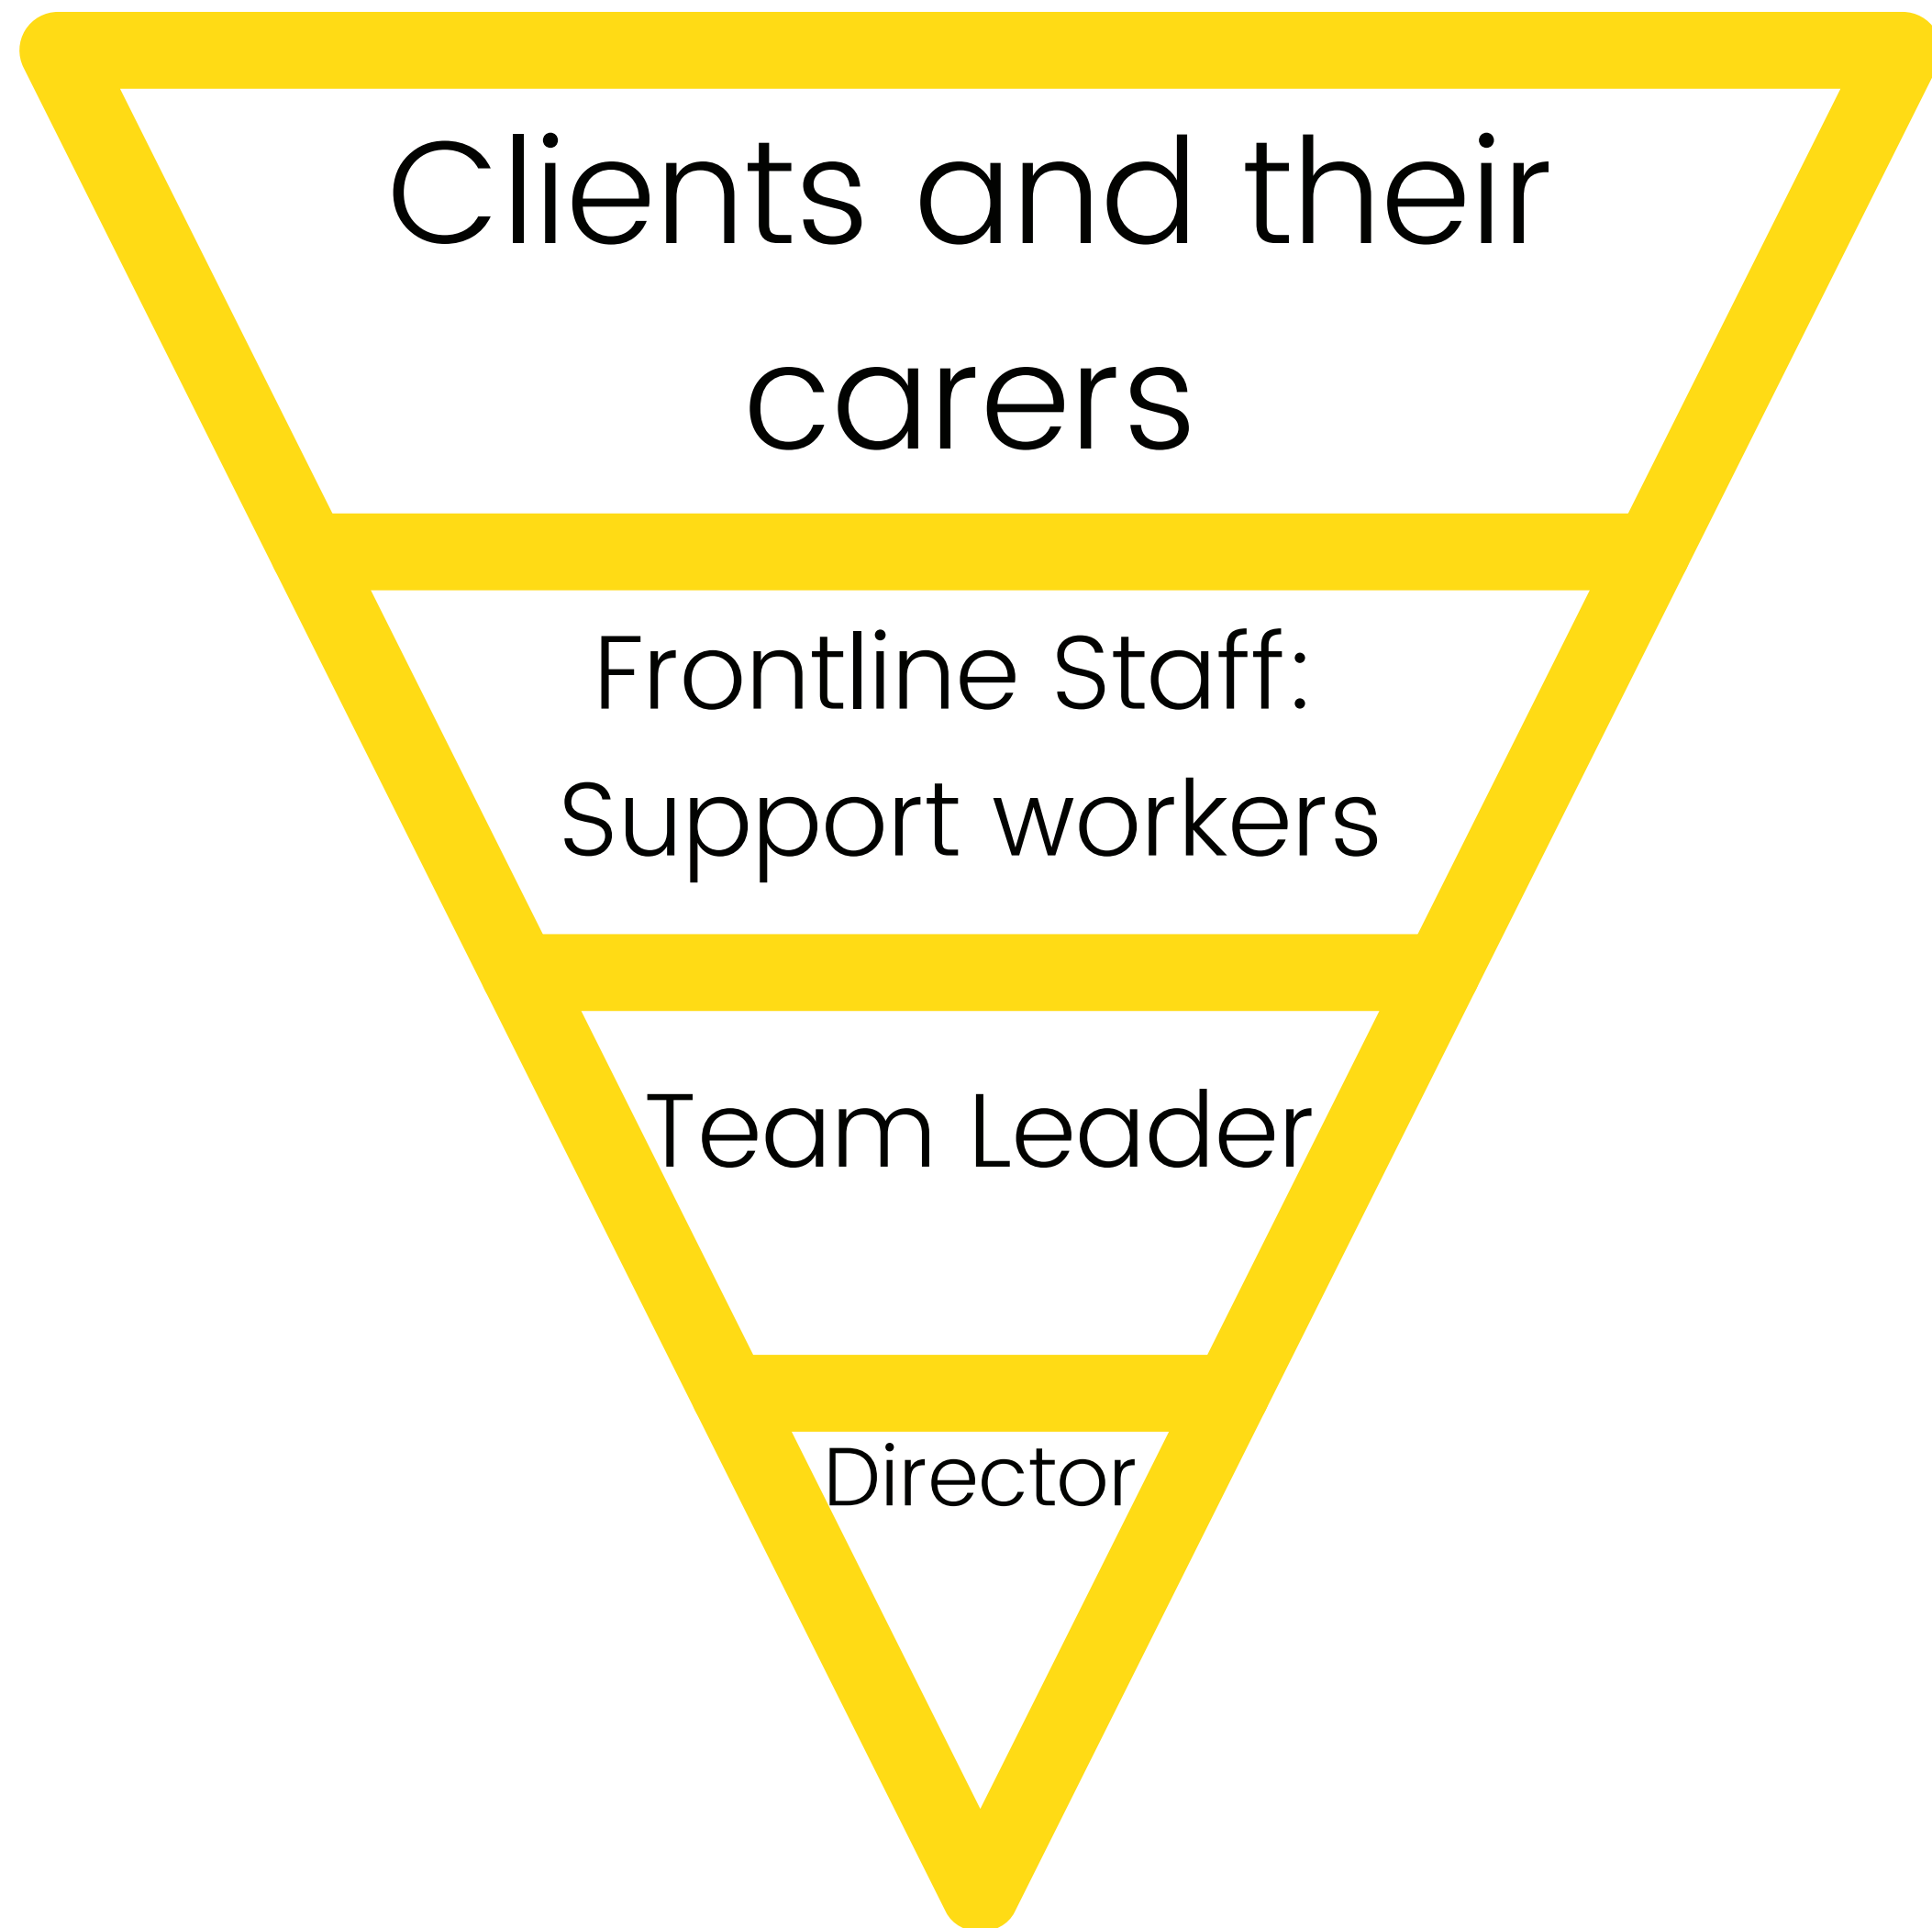 Clients and their
carers
Frontline Staff:
Support workers
Team Leader
Director